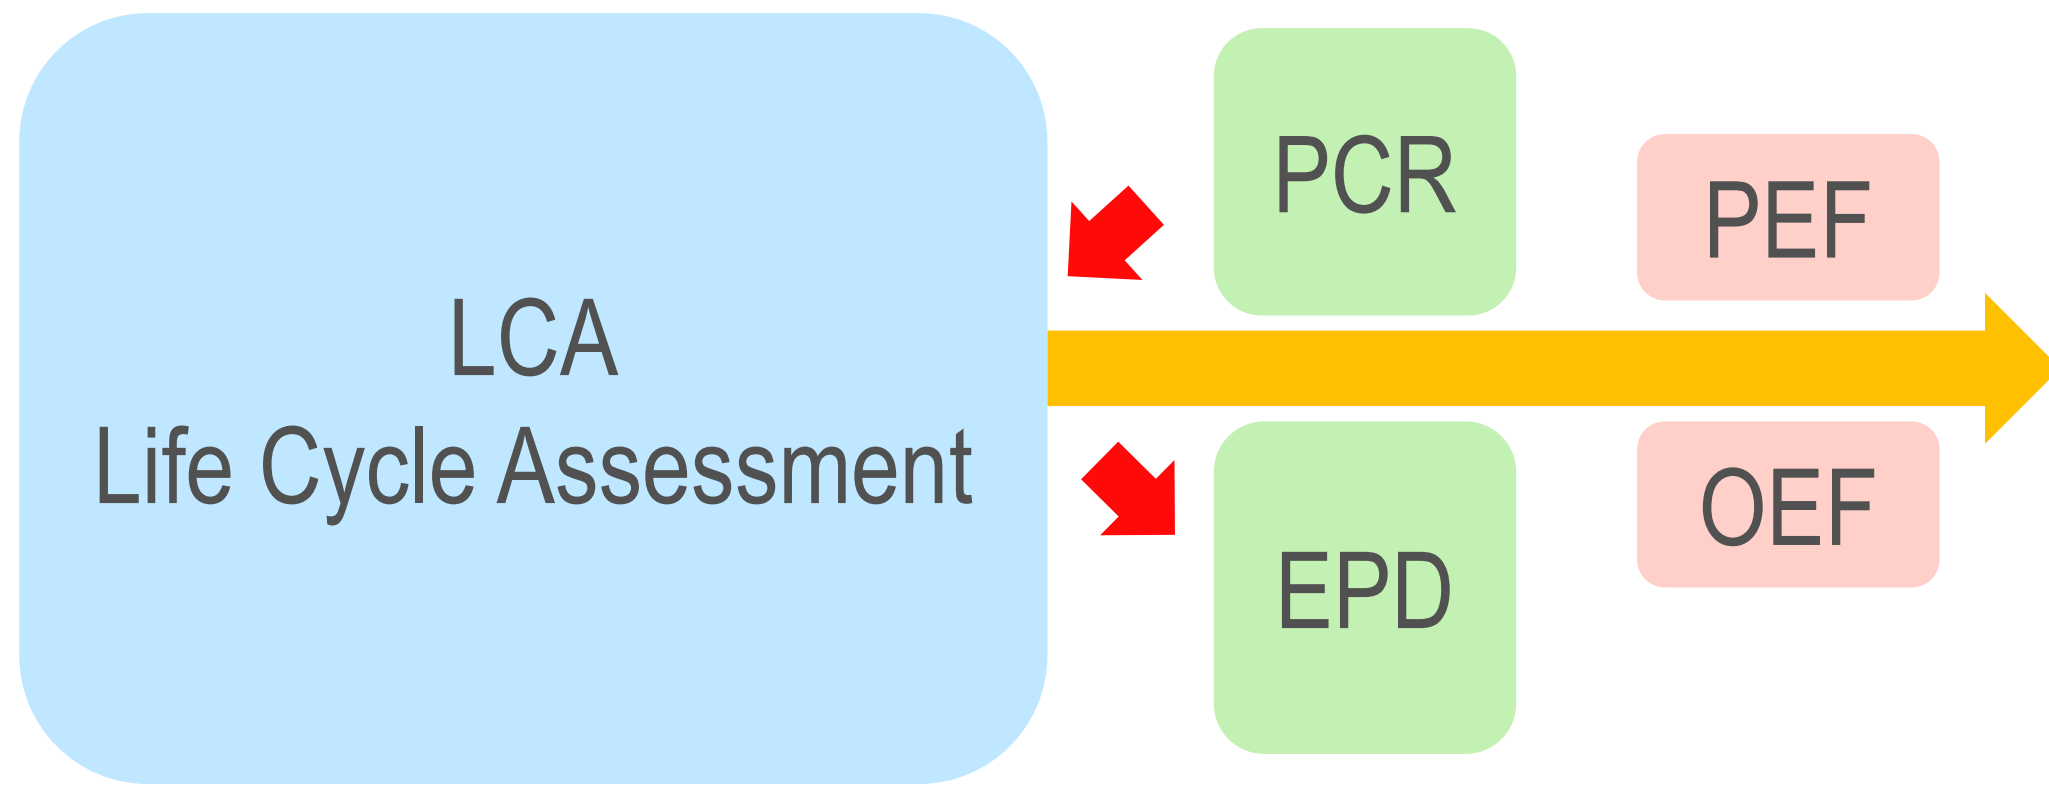 LCA
Life Cycle Assessment
PCR
EPD
PEF
OEF